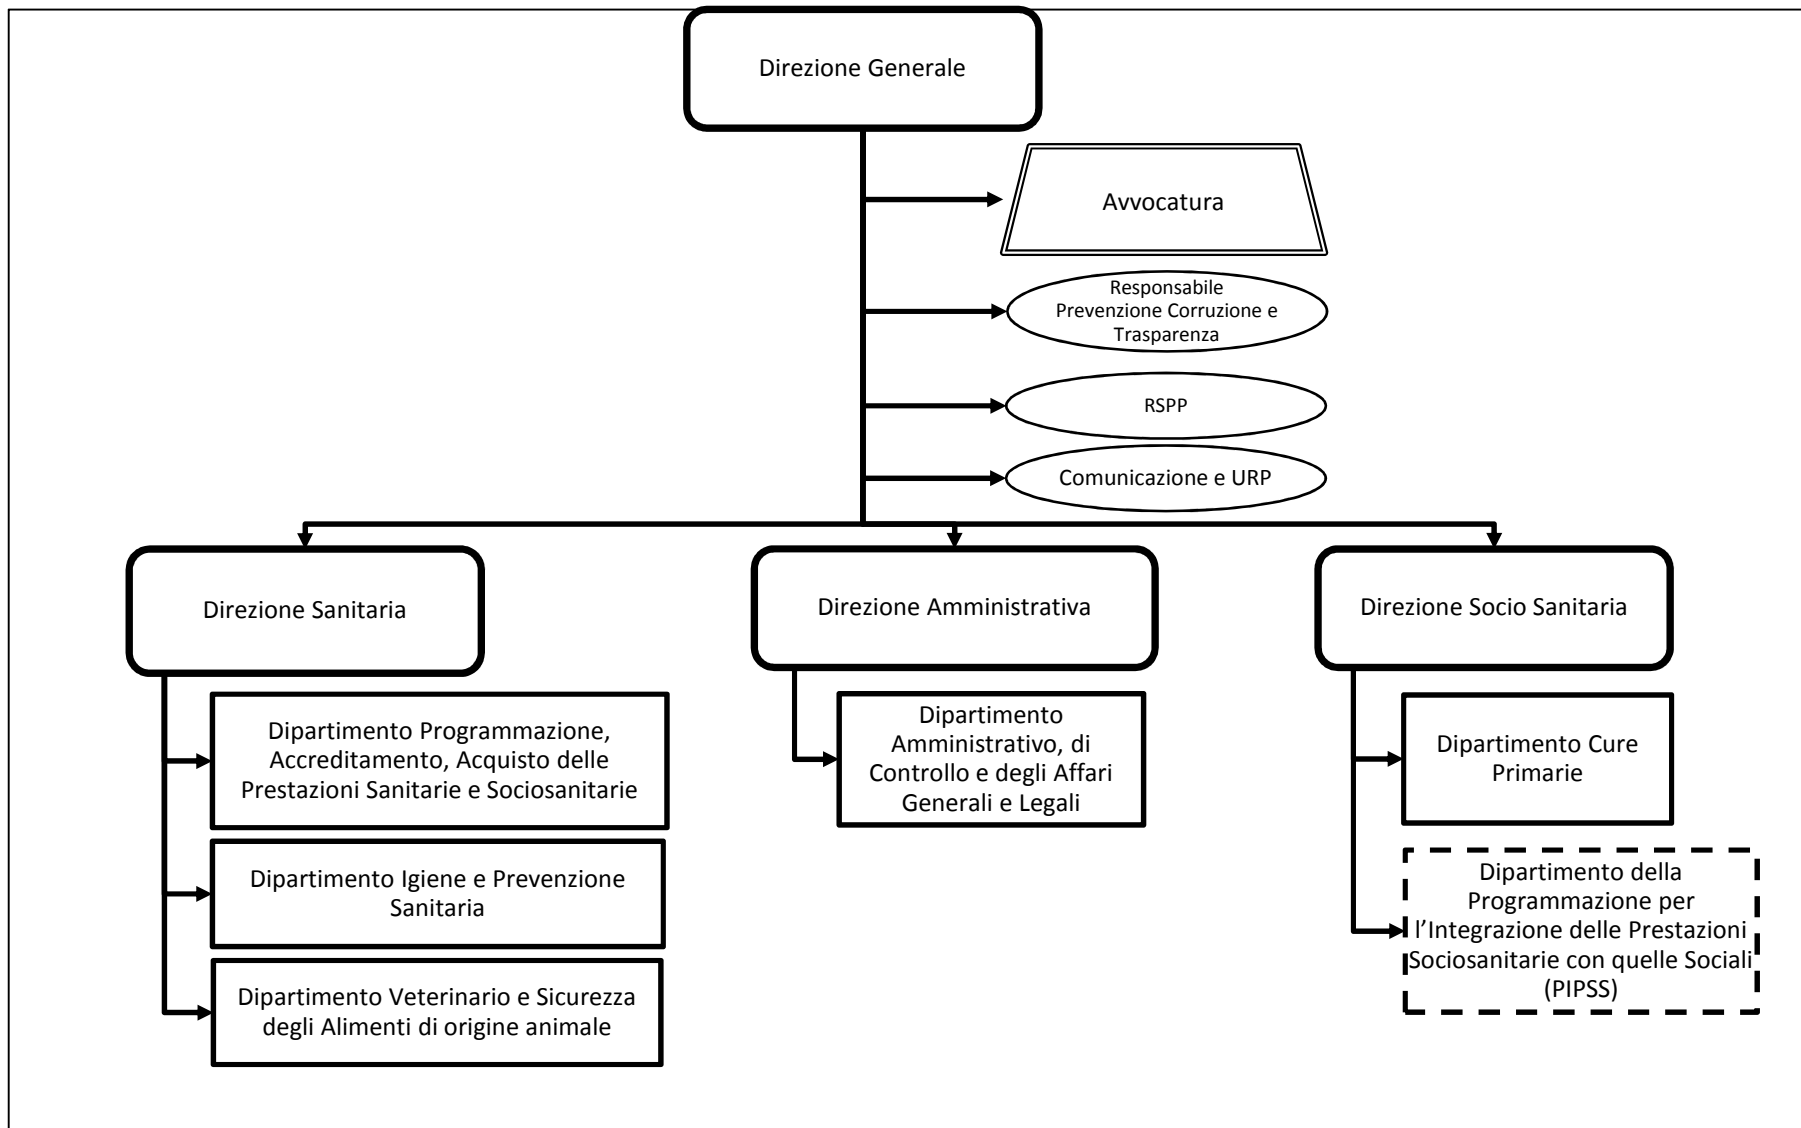 Direzione Generale
Avvocatura
Responsabile
Prevenzione Corruzione e
Trasparenza
RSPP
Comunicazione e URP
Direzione Sanitaria
Direzione Amministrativa
Direzione Socio Sanitaria
Dipartimento Programmazione,
Accreditamento, Acquisto delle
Prestazioni Sanitarie e Sociosanitarie
Dipartimento Igiene e Prevenzione
Sanitaria
Dipartimento Veterinario e Sicurezza
degli Alimenti di origine animale
Dipartimento
Amministrativo, di
Controllo e degli Affari
Generali e Legali
Dipartimento Cure
Primarie
Dipartimento della
Programmazione per
l’Integrazione delle Prestazioni
Sociosanitarie con quelle Sociali
(PIPSS)